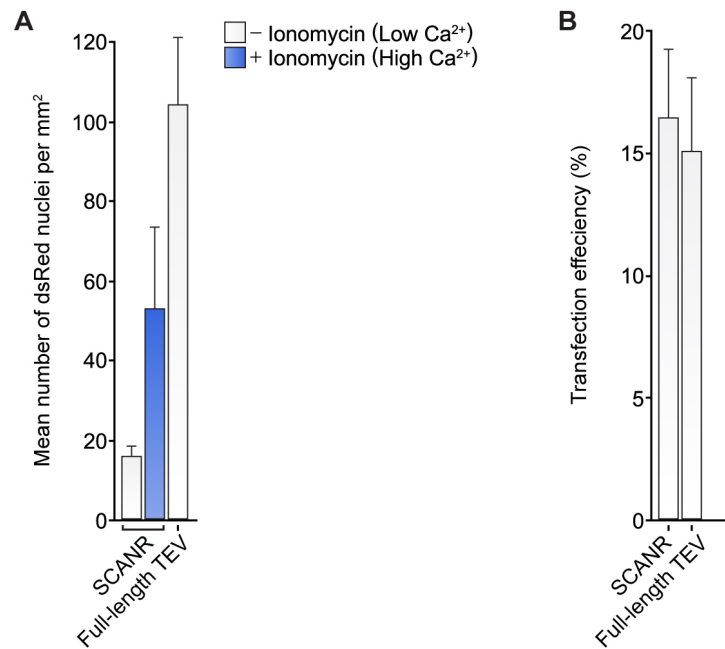 A
− Ionomycin (Low Ca²⁺)
+ Ionomycin (High Ca²⁺)
Mean number of dsRed nuclei per mm²
120
100
80
60
40
20
0
SCANR
Full-length TEV
B
Transfection effeciency (%)
20
15
10
5
0
SCANR
Full-length TEV